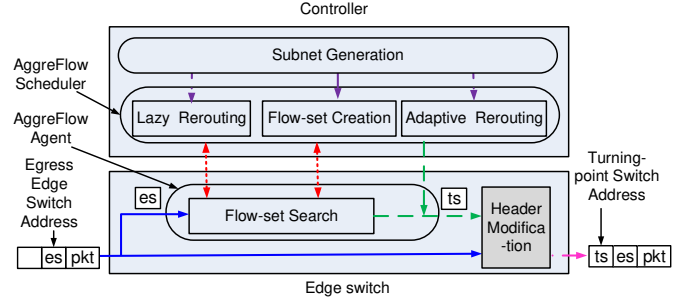 Controller
Subnet Generation
AggreFlow
Scheduler
Lazy Rerouting
Flow-set Creation
Adaptive Rerouting
AggreFlow
Agent
Egress
Edge
Switch
Address
es
Flow-set Search
ts
Header
Modifica
-tion
Turning-
point Switch
Address
es pkt
ts es pkt
Edge switch